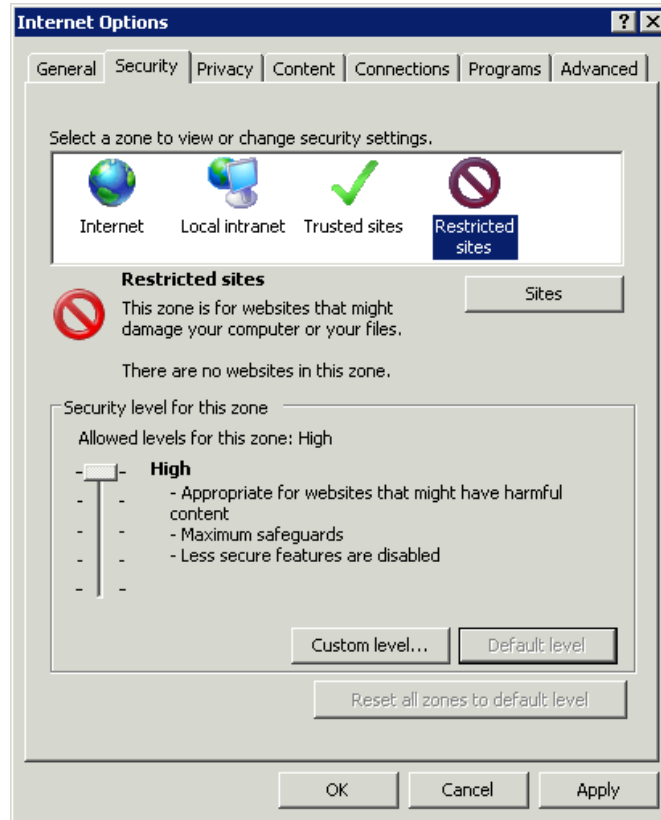 Internet Options
General Security Privacy Content Connections Programs Advanced
Select a zone to view or change security settings.
Internet Local intranet Trusted sites Restricted
sites
Restricted sites
Sites
This zone is for websites that might
damage your computer or your files.
There are no websites in this zone.
Security level for this zone
Allowed levels for this zone: High
High
- Appropriate for websites that might have harmful
content
- Maximum safeguards
- Less secure features are disabled
Custom level... Default level
Reset all zones to default level
OK Cancel Apply